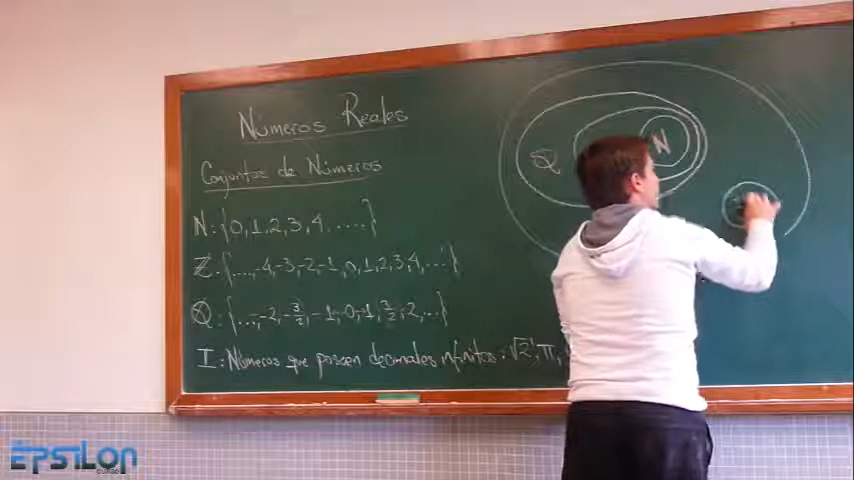 Números Reales
Conjuntos de Números
N: {0, 1, 2, 3, 4, .....}
Z: {..., -4, -3, -2, -1, 0, 1, 2, 3, 4, ...}
Q: {..., -2, -3/2, -1, -0, -1, 3/2, 2, ...}
I: Números que poseen decimales infinitos: √2, π,
Q
N
EPSILON